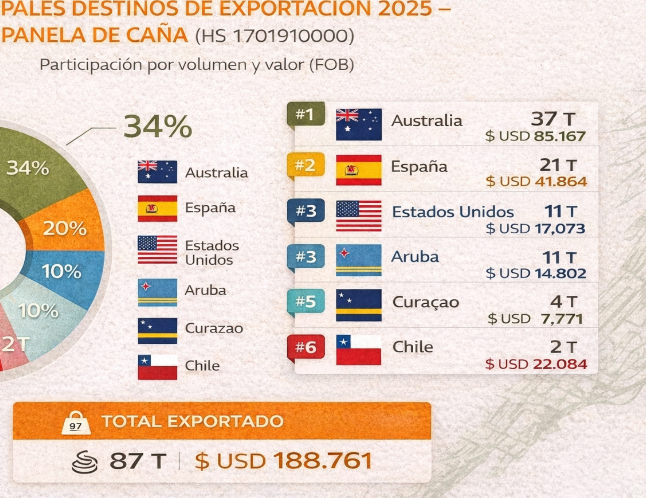 PALES DESTINOS DE EXPORTACIÓN 2025 –
PANELA DE CAÑA (HS 1701910000)
Participación por volumen y valor (FOB)
34%
34%
20%
10%
10%
2T
Australia
España
Estados
Unidos
Aruba
Curazao
Chile
#1 Australia 37 T
$ USD 85.167
#2 España 21 T
$ USD 41.864
#3 Estados Unidos 11 T
$ USD 17,073
#3 Aruba 11 T
$ USD 14.802
#5 Curaçao 4 T
$ USD 7,771
#6 Chile 2 T
$ USD 22.084
97 TOTAL EXPORTADO
87 T | $ USD 188.761